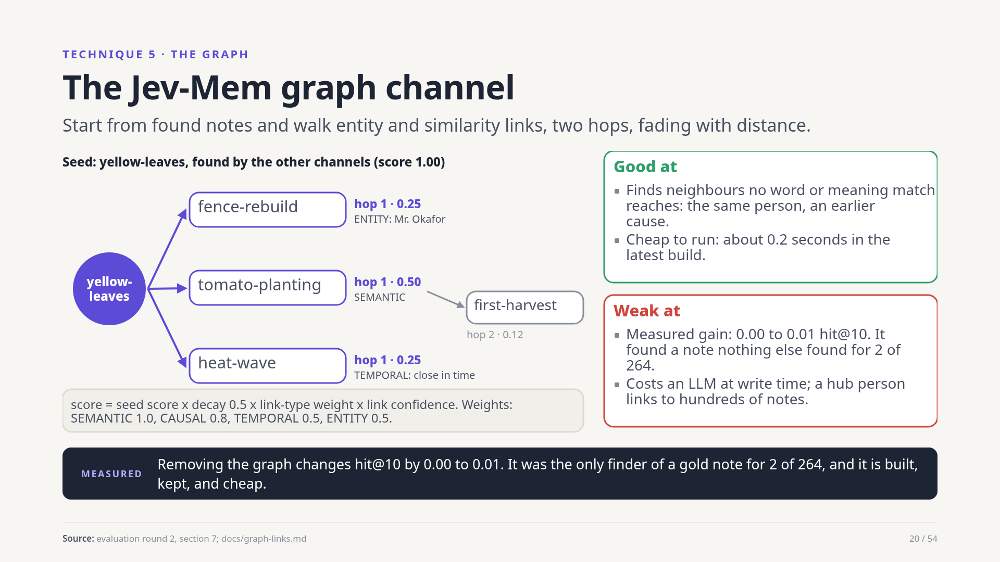 TECHNIQUE 5 · THE GRAPH
The Jev-Mem graph channel
Start from found notes and walk entity and similarity links, two hops, fading with distance.
Seed: yellow-leaves, found by the other channels (score 1.00)
fence-rebuild
hop 1 · 0.25
ENTITY: Mr. Okafor
yellow-
leaves
tomato-planting
hop 1 · 0.50
SEMANTIC
first-harvest
hop 2 · 0.12
heat-wave
hop 1 · 0.25
TEMPORAL: close in time
score = seed score x decay 0.5 x link-type weight x link confidence. Weights:
SEMANTIC 1.0, CAUSAL 0.8, TEMPORAL 0.5, ENTITY 0.5.
Good at
Finds neighbours no word or meaning match
reaches: the same person, an earlier
cause.
Cheap to run: about 0.2 seconds in the
latest build.
Weak at
Measured gain: 0.00 to 0.01 hit@10. It
found a note nothing else found for 2 of
264.
Costs an LLM at write time; a hub person
links to hundreds of notes.
MEASURED
Removing the graph changes hit@10 by 0.00 to 0.01. It was the only finder of a gold note for 2 of 264, and it is built,
kept, and cheap.
Source: evaluation round 2, section 7; docs/graph-links.md
20 / 54